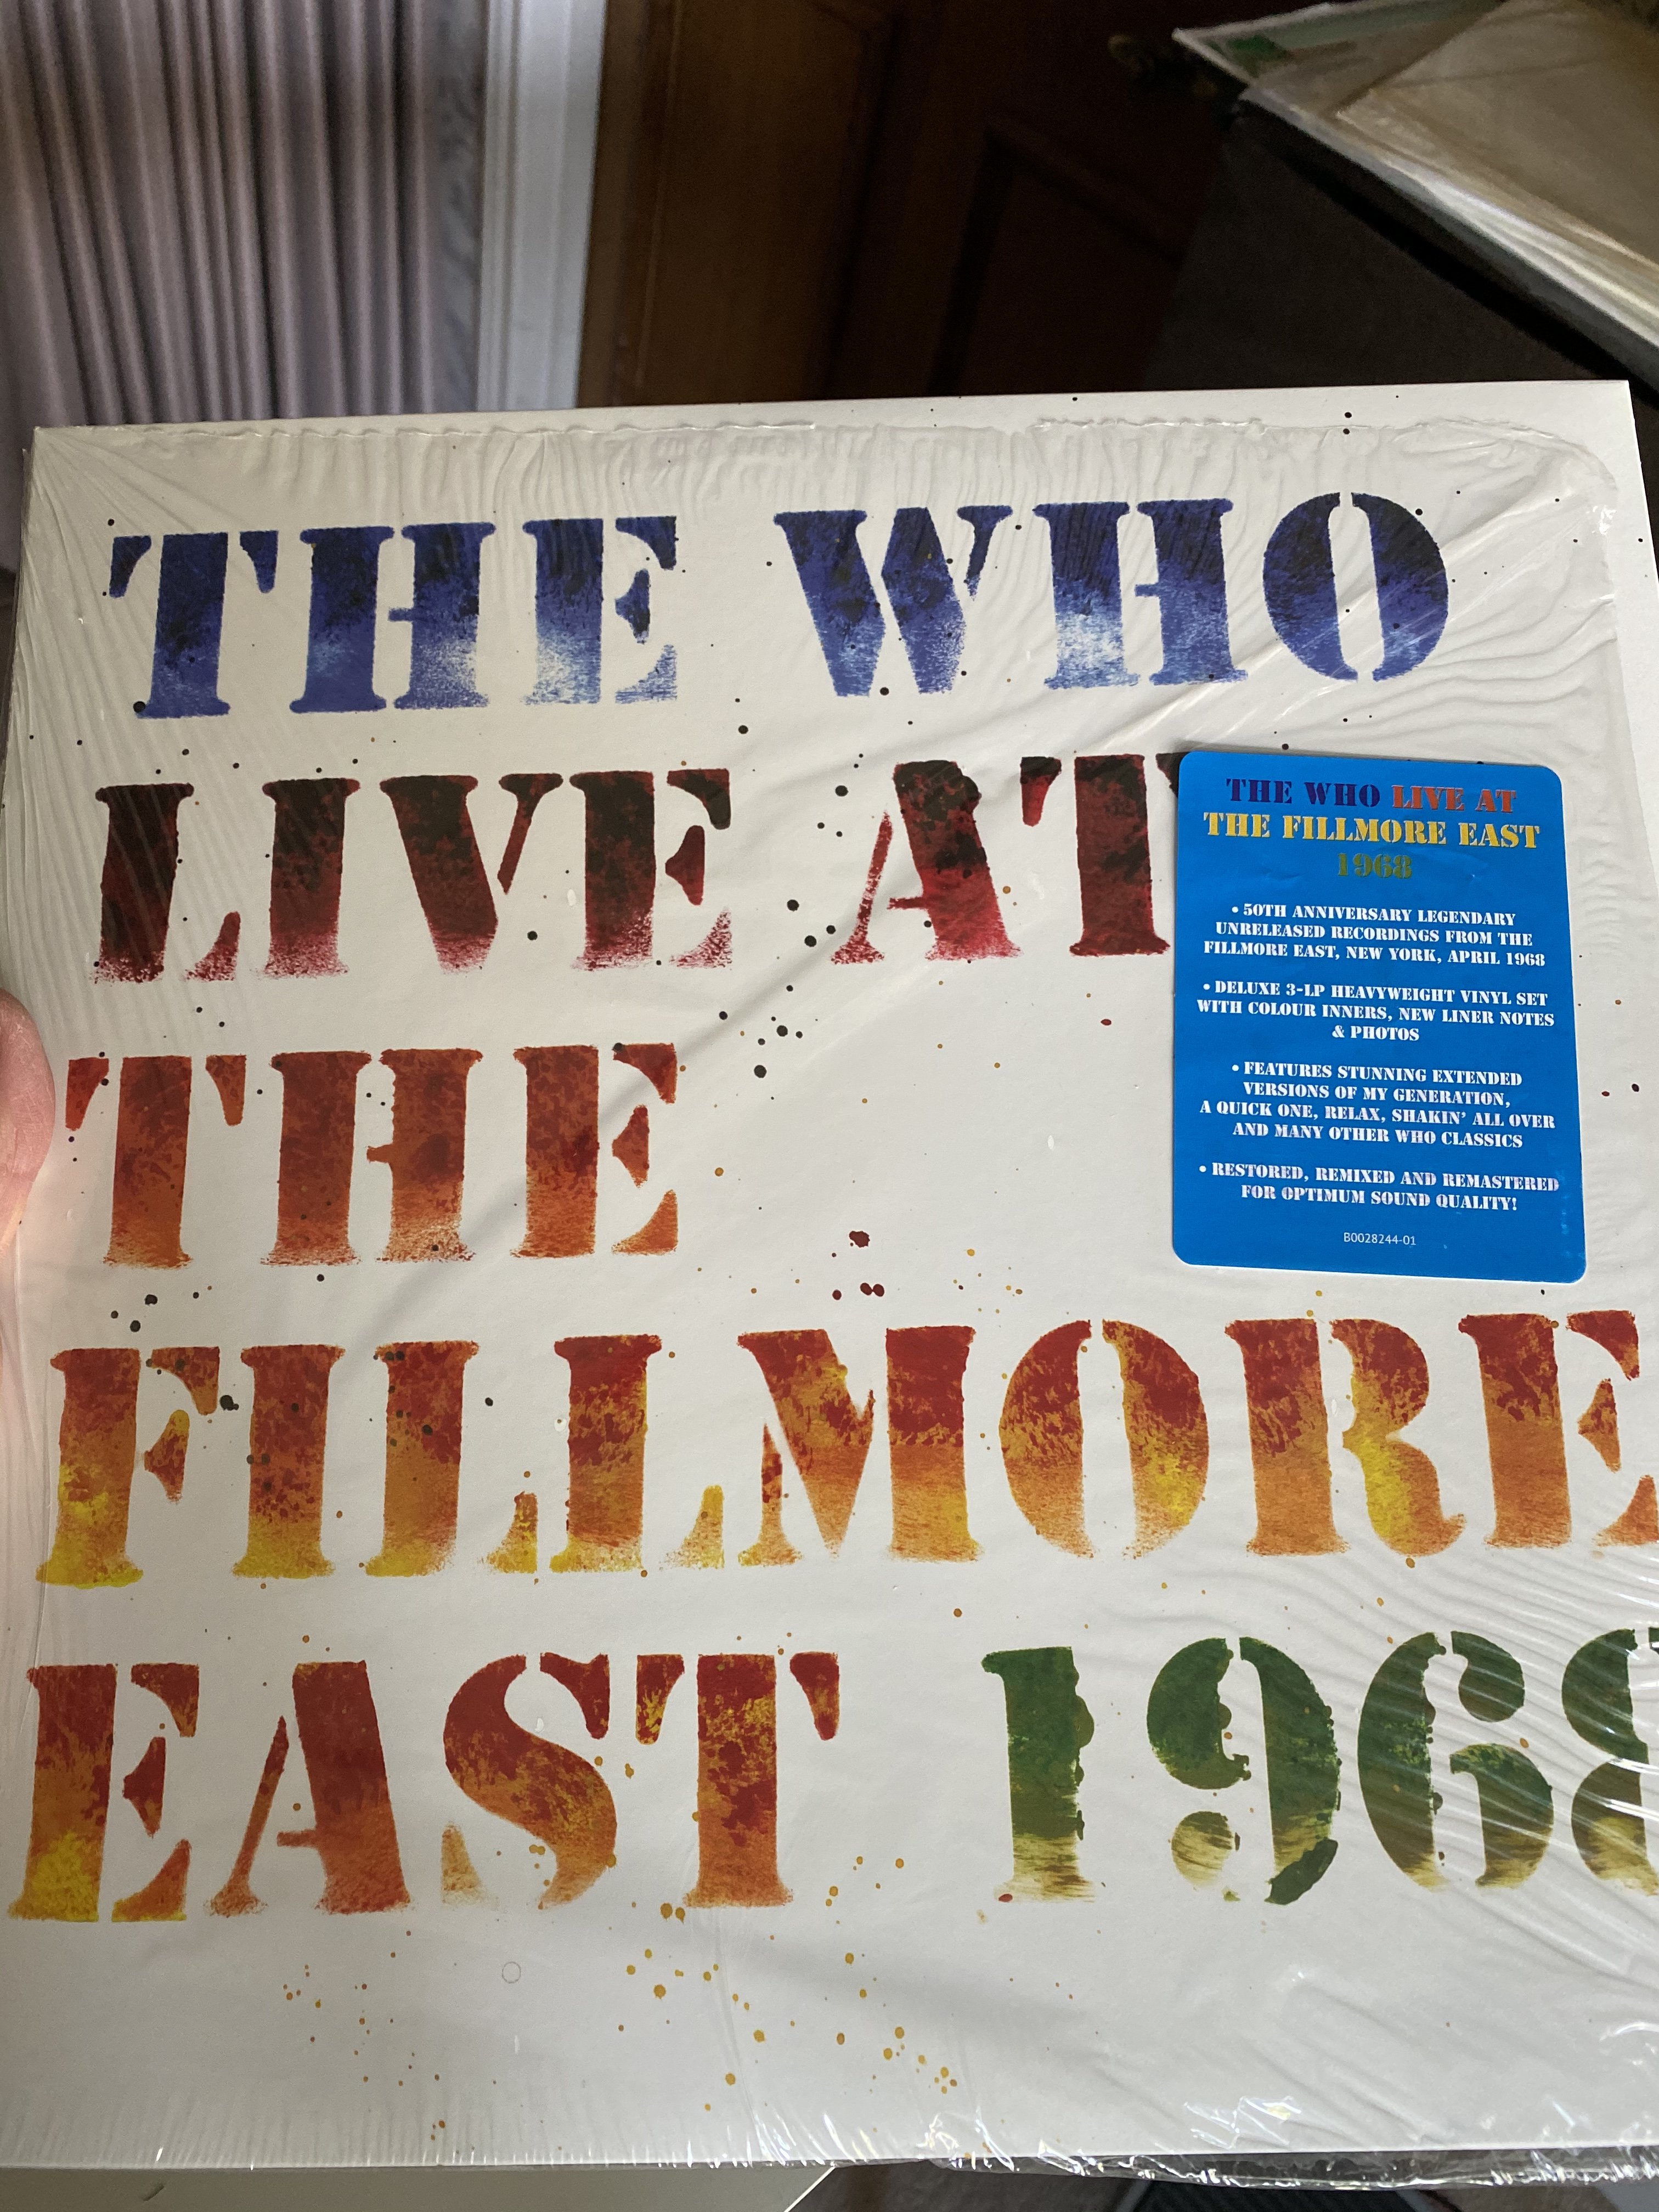 THE WHO
LIVE AT
THE
FILLMORE
EAST 1968
THE WHO LIVE AT
THE FILLMORE EAST
1968
• 50TH ANNIVERSARY LEGENDARY
UNRELEASED RECORDINGS FROM THE
FILLMORE EAST, NEW YORK, APRIL 1968
• DELUXE 3-LP HEAVYWEIGHT VINYL SET
WITH COLOUR INNERS, NEW LINER NOTES
& PHOTOS
• FEATURES STUNNING EXTENDED
VERSIONS OF MY GENERATION,
A QUICK ONE, RELAX, SHAKIN' ALL OVER
AND MANY OTHER WHO CLASSICS
• RESTORED, REMIXED AND REMASTERED
FOR OPTIMUM SOUND QUALITY!
B0028244-01